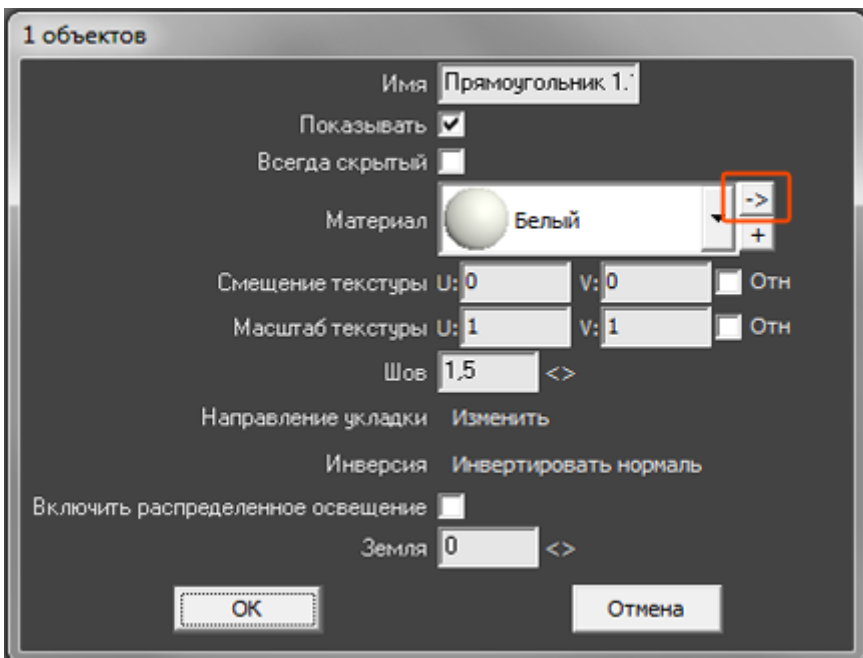 1 объектов
Имя Прямоугольник 1.
Показывать
Всегда скрытый
Материал Белый ->
+
Смещение текстуры U: 0 V: 0 Отн
Масштаб текстуры U: 1 V: 1 Отн
Шов 1,5 <>
Направление укладки Изменить
Инверсия Инвертировать нормаль
Включить распределенное освещение
Земля 0 <>
OK Отмена